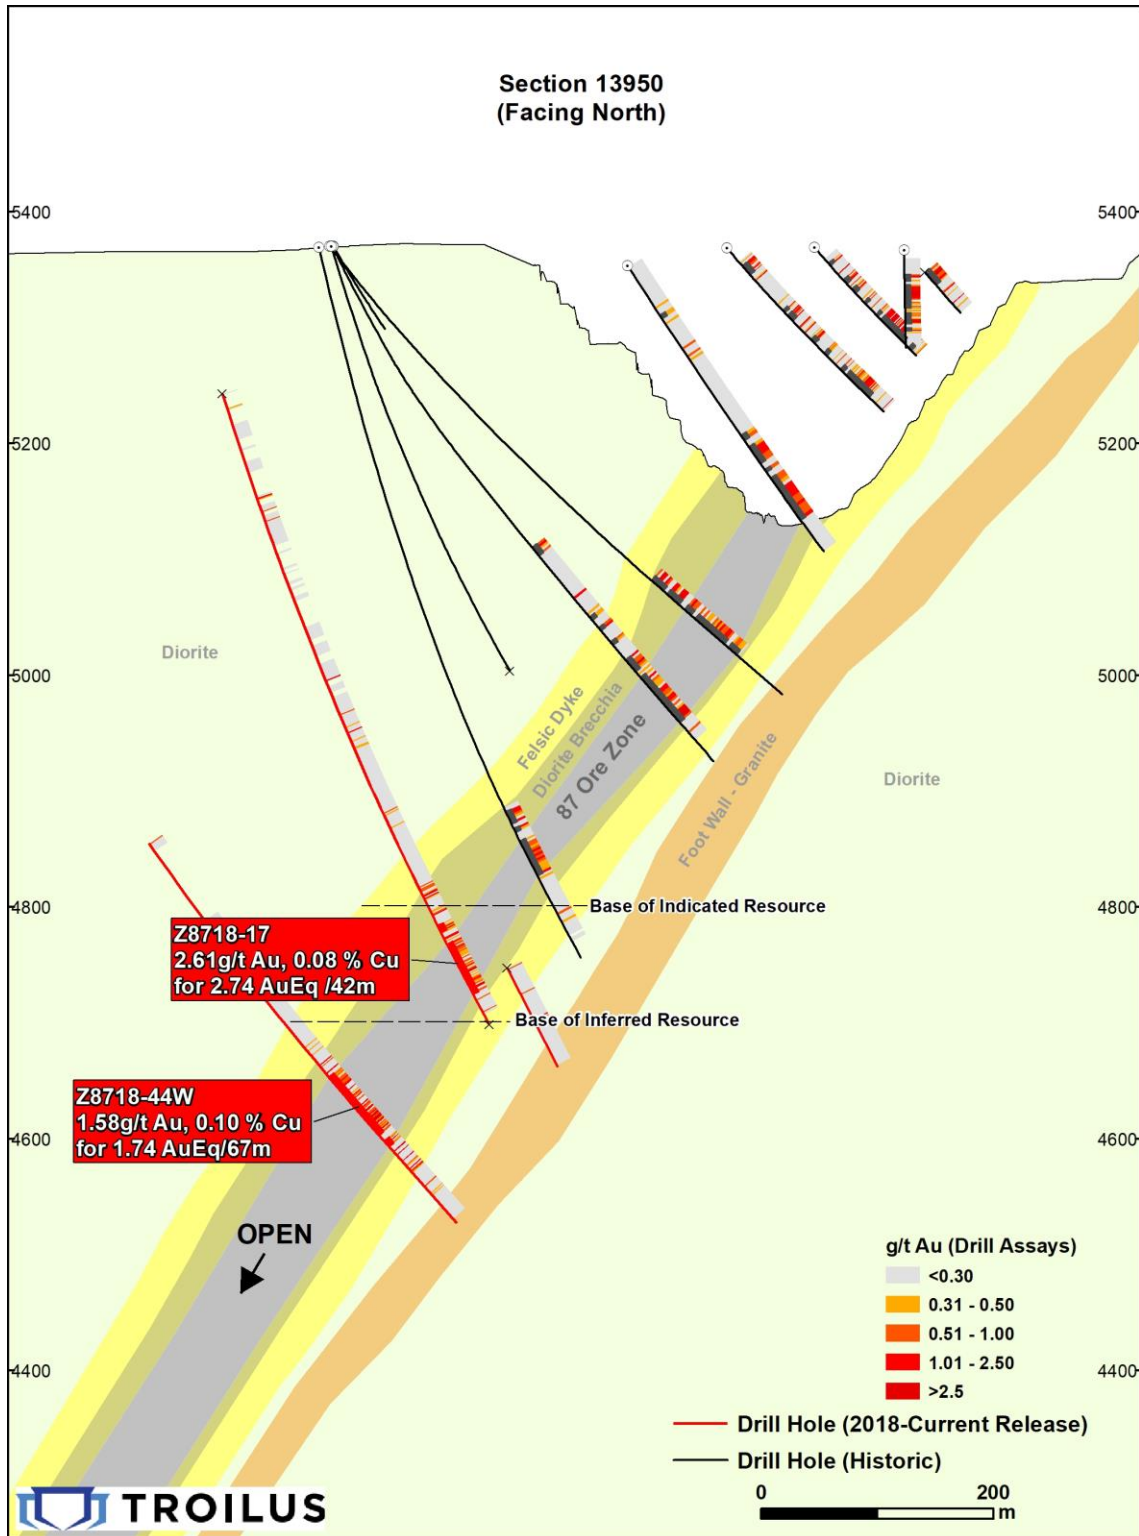 Section 13950
(Facing North)
5400
5400
5200
5200
Diorite
5000
5000
Felsic Dyke
Diorite Brecchia
87 Ore Zone
Foot Wall - Granite
Diorite
4800
Base of Indicated Resource
4800
Z8718-17
2.61g/t Au, 0.08 % Cu
for 2.74 AuEq /42m
Base of Inferred Resource
Z8718-44W
1.58g/t Au, 0.10 % Cu
for 1.74 AuEq/67m
4600
4600
OPEN
g/t Au (Drill Assays)
<0.30
0.31 - 0.50
0.51 - 1.00
1.01 - 2.50
>2.5
4400
4400
Drill Hole (2018-Current Release)
Drill Hole (Historic)
0 200
m
TROILUS